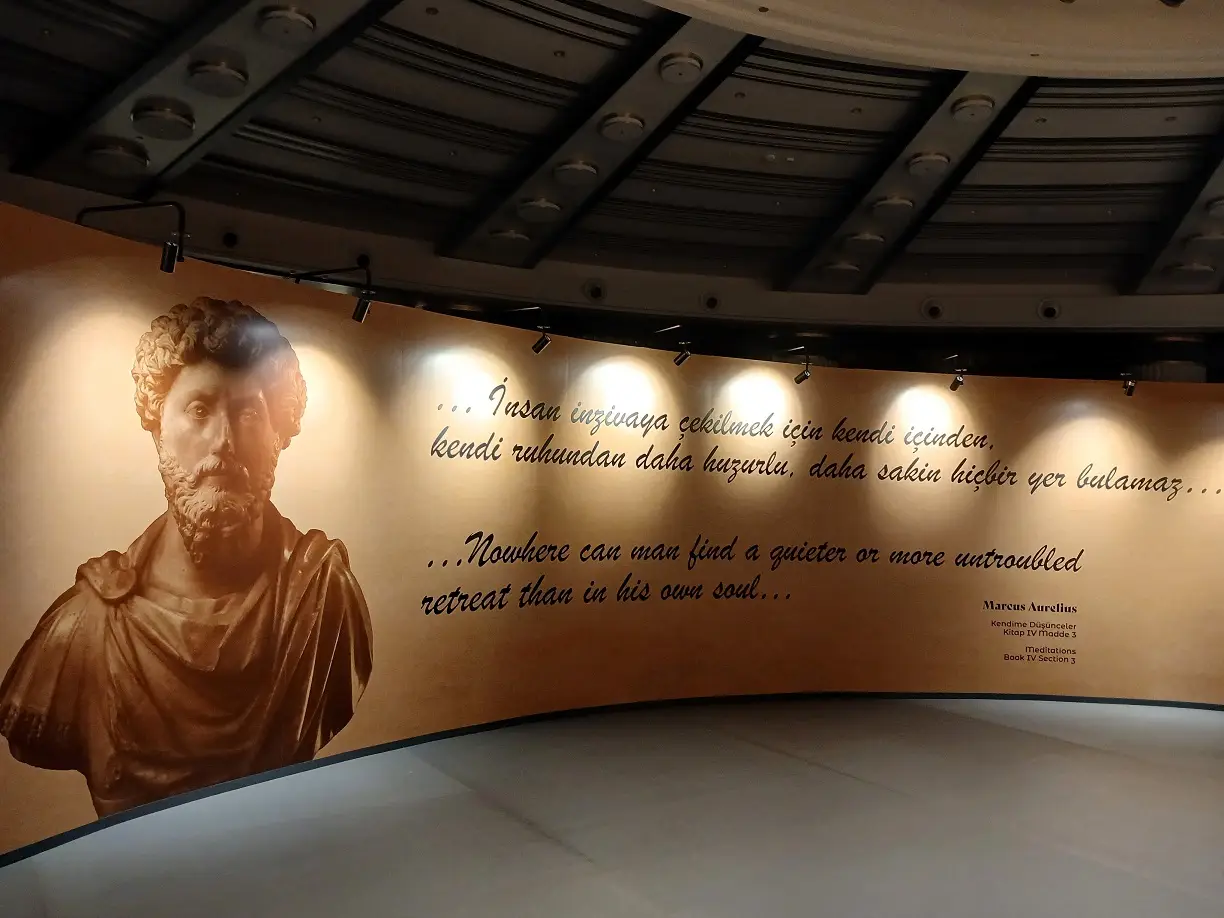 ... İnsan inzivaya çekilmek için kendi içinden,
kendi ruhundan daha huzurlu, daha sakin hiçbir yer bulamaz...
...Nowhere can man find a quieter or more untroubled
retreat than in his own soul...
Marcus Aurelius
Kendime Düşünceler
Kitap IV Madde 3
Meditations
Book IV Section 3